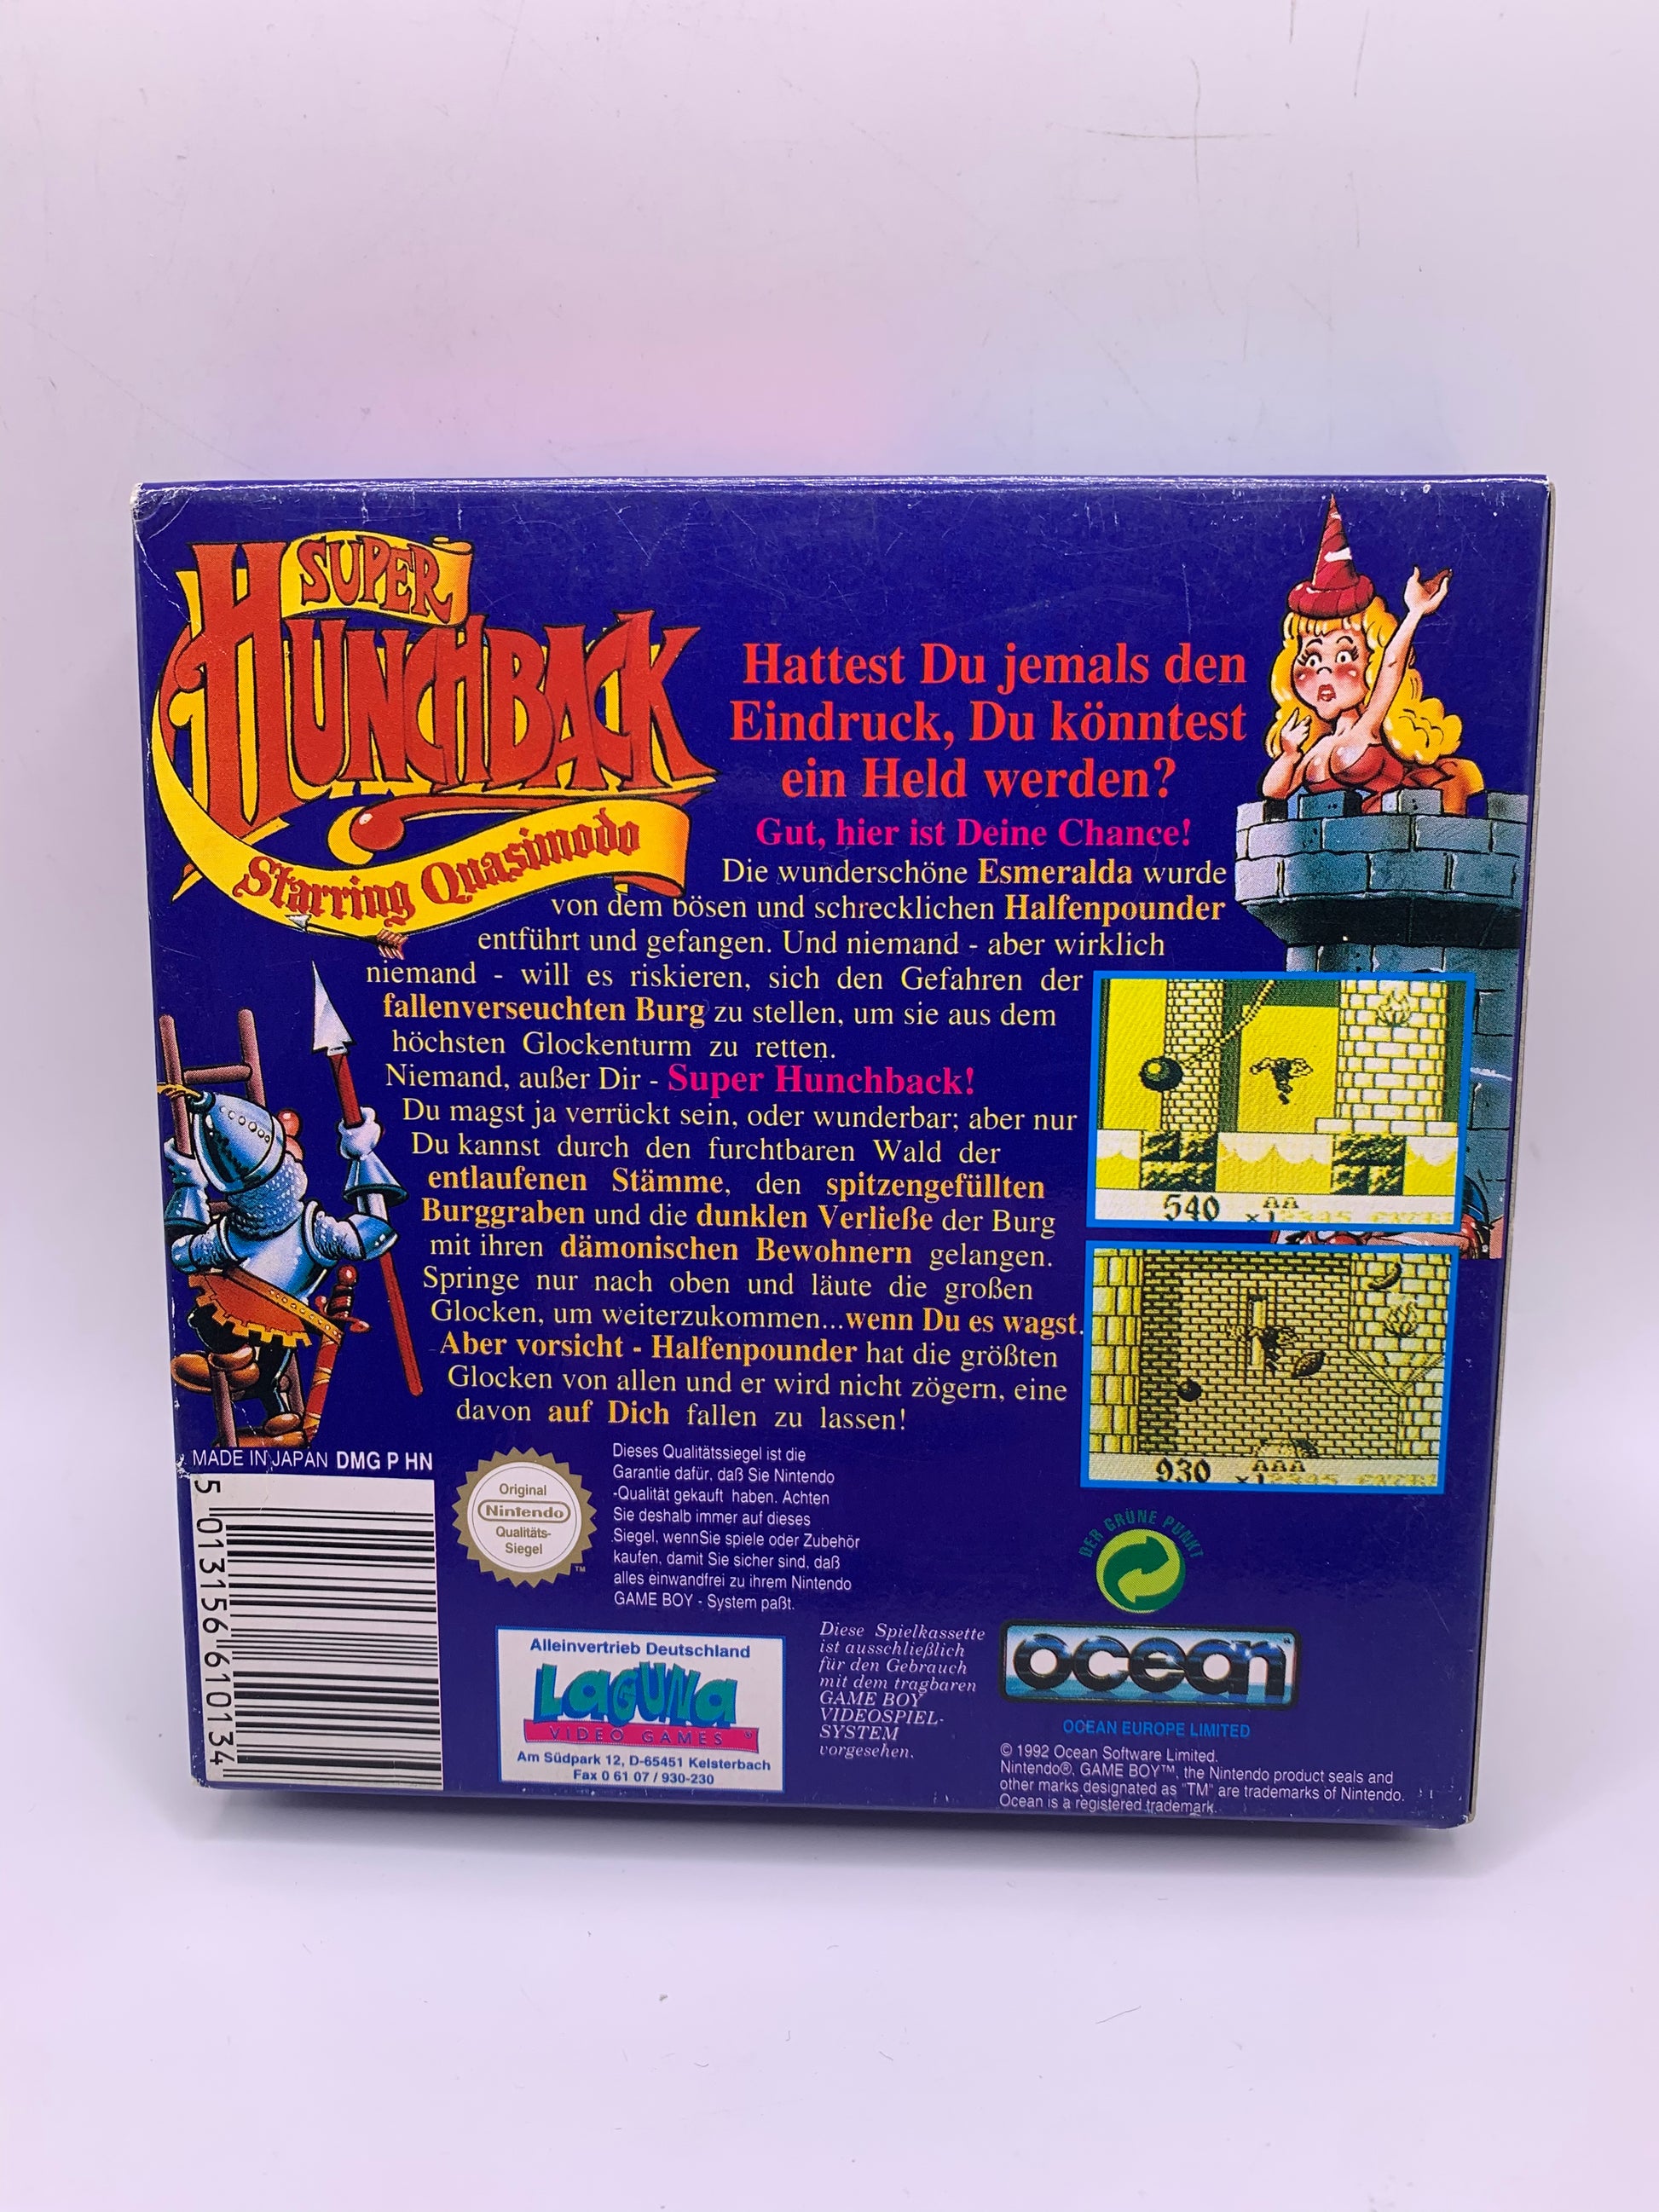 SUPER
HUNCHBACK
Starring Quasimodo
Hattest Du jemals den
Eindruck, Du könntest
ein Held werden?
Gut, hier ist Deine Chance!
Die wunderschöne Esmeralda wurde
von dem bösen und schrecklichen Halfenpounder
entführt und gefangen. Und niemand - aber wirklich
niemand - will es riskieren, sich den Gefahren der
fallenverseuchten Burg zu stellen, um sie aus dem
höchsten Glockenturm zu retten.
Niemand, außer Dir - Super Hunchback!
Du magst ja verrückt sein, oder wunderbar; aber nur
Du kannst durch den furchtbaren Wald der
entlaufenen Stämme, den spitzengefüllten
Burggraben und die dunklen Verließe der Burg
mit ihren dämonischen Bewohnern gelangen.
Springe nur nach oben und läute die großen
Glocken, um weiterzukommen...wenn Du es wagst.
Aber vorsicht - Halfenpounder hat die größten
Glocken von allen und er wird nicht zögern, eine
davon auf Dich fallen zu lassen!
540
AA
x1
930
AAA
x1
MADE IN JAPAN DMG P HN
5 013156 610134
Original
Nintendo
Qualitäts-
Siegel
TM
Dieses Qualitätssiegel ist die
Garantie dafür, daß Sie Nintendo
-Qualität gekauft haben. Achten
Sie deshalb immer auf dieses
Siegel, wennSie spiele oder Zubehör
kaufen, damit Sie sicher sind, daß
alles einwandfrei zu ihrem Nintendo
GAME BOY - System paßt.
Alleinvertrieb Deutschland
LAGUNA
VIDEO GAMES
Am Südpark 12, D-65451 Kelsterbach
Fax 0 61 07 / 930-230
Diese Spielkassette
ist ausschließlich
für den Gebrauch
mit dem tragbaren
GAME BOY
VIDEOSPIEL-
SYSTEM
vorgesehen.
DER GRÜNE PUNKT
ocean
OCEAN EUROPE LIMITED
© 1992 Ocean Software Limited.
Nintendo®, GAME BOY™, the Nintendo product seals and
other marks designated as "TM" are trademarks of Nintendo.
Ocean is a registered trademark.